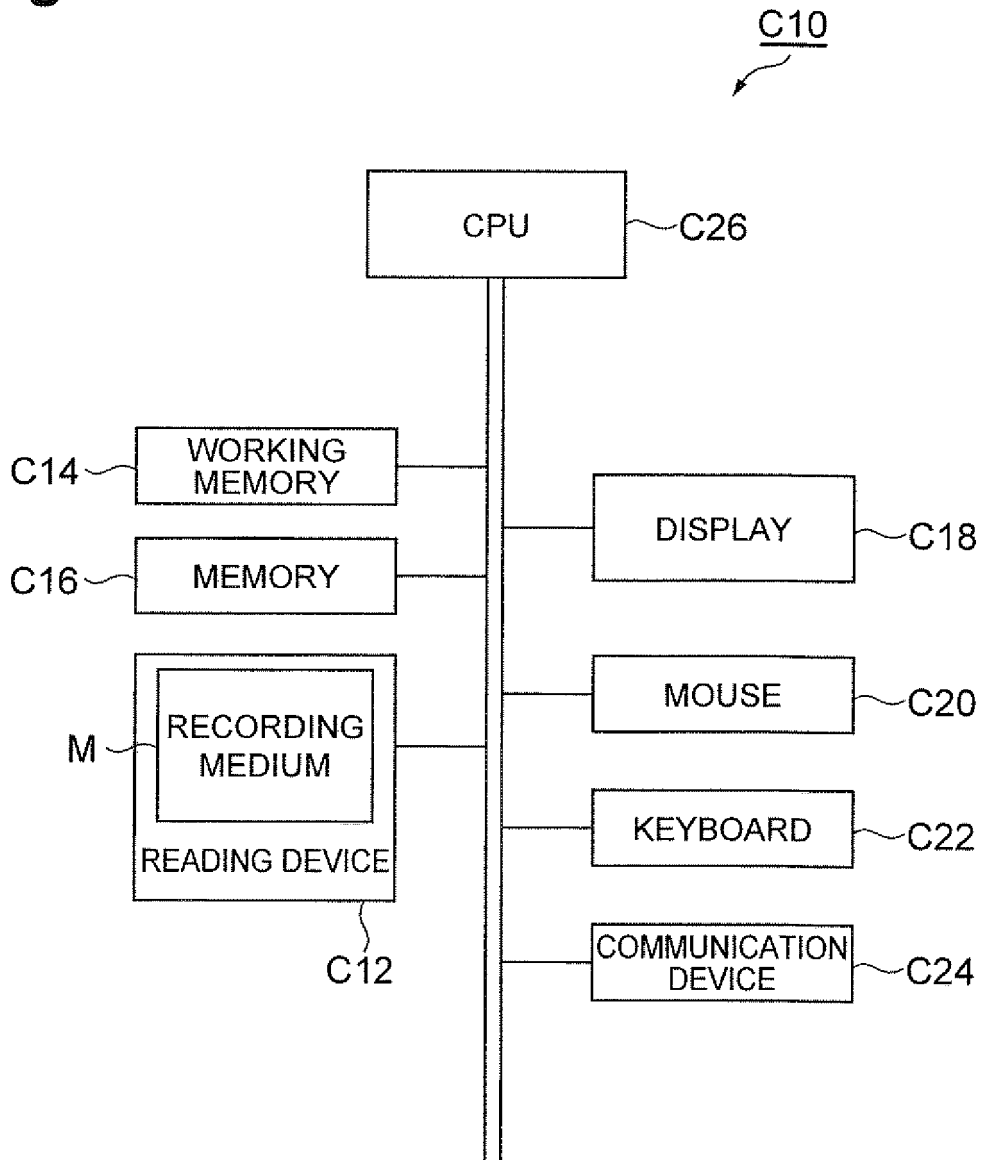 C10
CPU
C26
C14
WORKING
MEMORY
C16
MEMORY
DISPLAY
C18
M
RECORDING
MEDIUM
READING DEVICE
C12
MOUSE
C20
KEYBOARD
C22
COMMUNICATION
DEVICE
C24